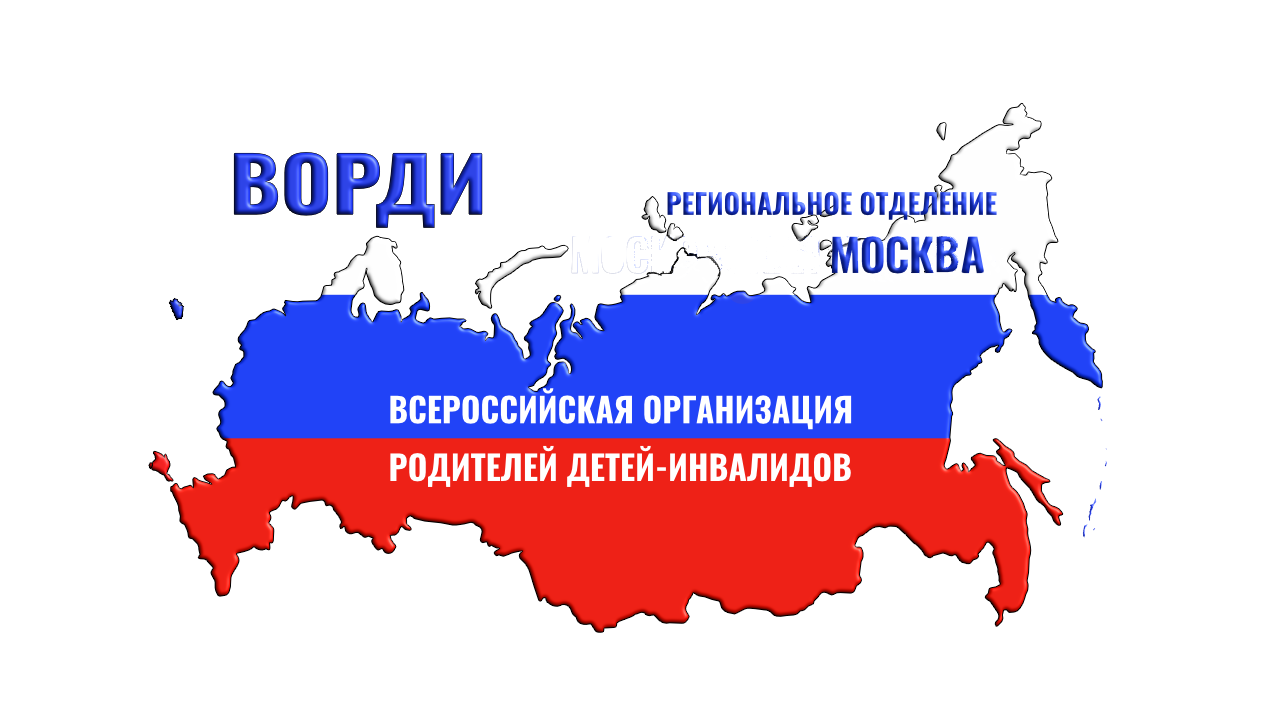 ВОРДИ
РЕГИОНАЛЬНОЕ ОТДЕЛЕНИЕ
МОСКВА
ВСЕРОССИЙСКАЯ ОРГАНИЗАЦИЯ
РОДИТЕЛЕЙ ДЕТЕЙ-ИНВАЛИДОВ